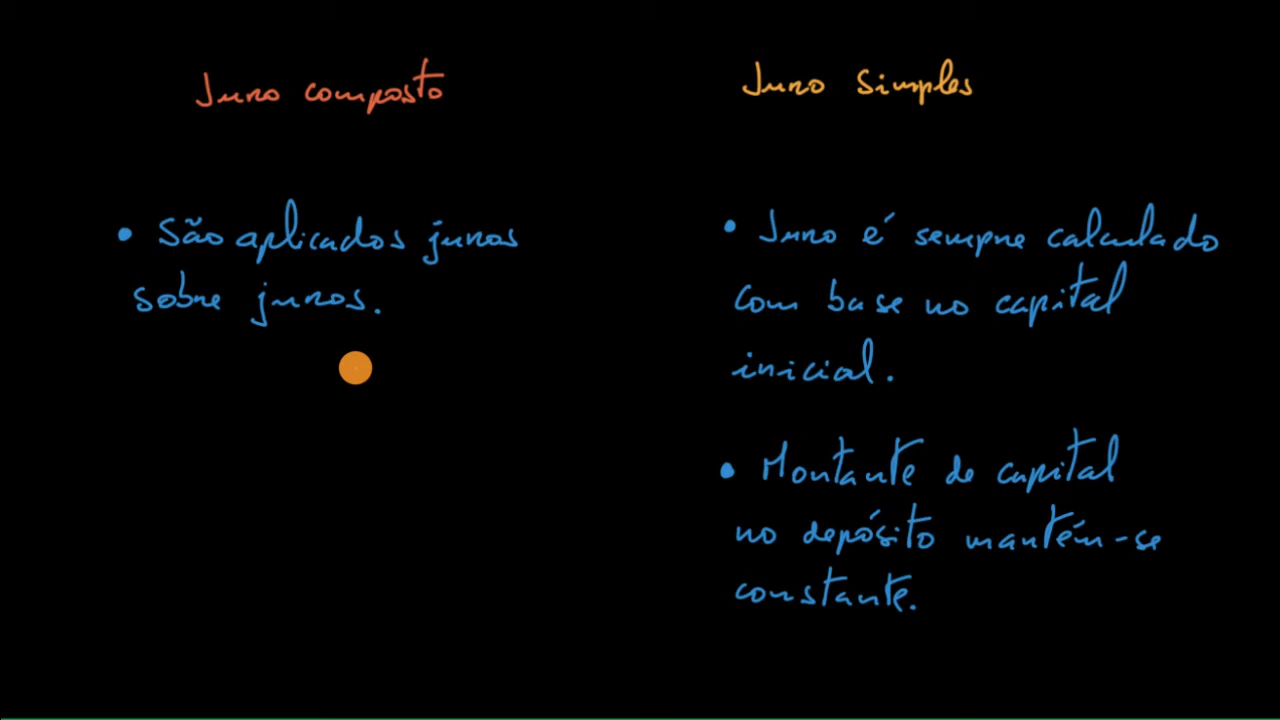 Juro composto
• São aplicados juros
sobre juros.
Juro Simples
• Juro é sempre calculado
com base no capital
inicial.
• Montante de capital
no depósito mantém-se
constante.